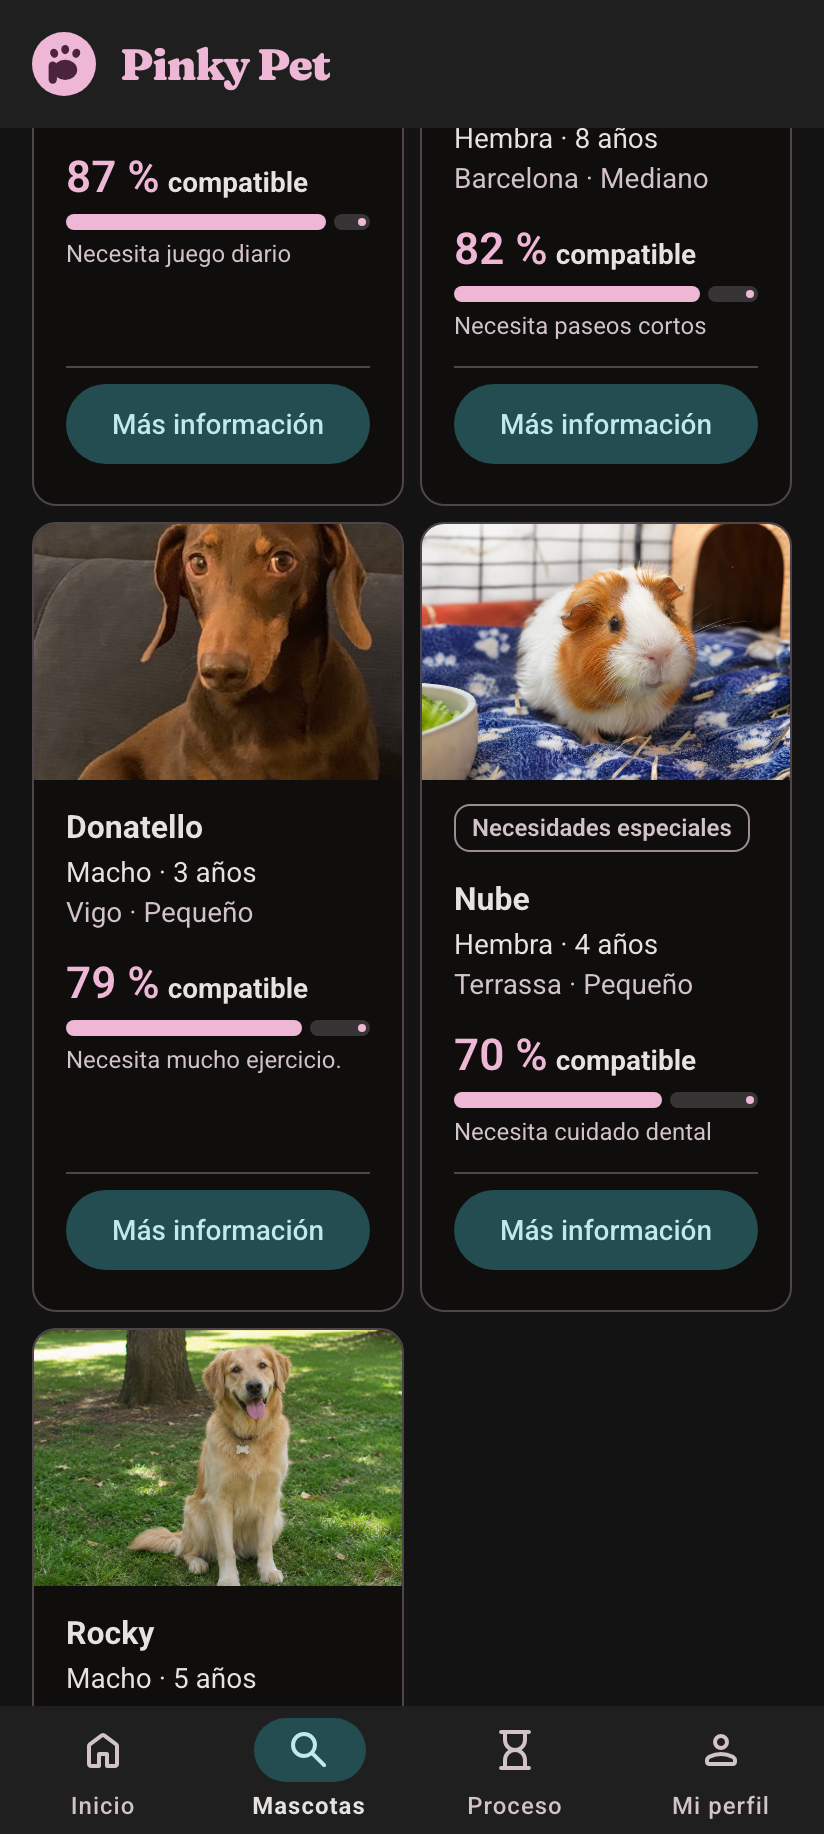 Pinky Pet
87 % compatible
Necesita juego diario
Más información
Hembra · 8 años
Barcelona · Mediano
82 % compatible
Necesita paseos cortos
Más información
Donatello
Macho · 3 años
Vigo · Pequeño
79 % compatible
Necesita mucho ejercicio.
Más información
Necesidades especiales
Nube
Hembra · 4 años
Terrassa · Pequeño
70 % compatible
Necesita cuidado dental
Más información
Rocky
Macho · 5 años
Inicio
Mascotas
Proceso
Mi perfil